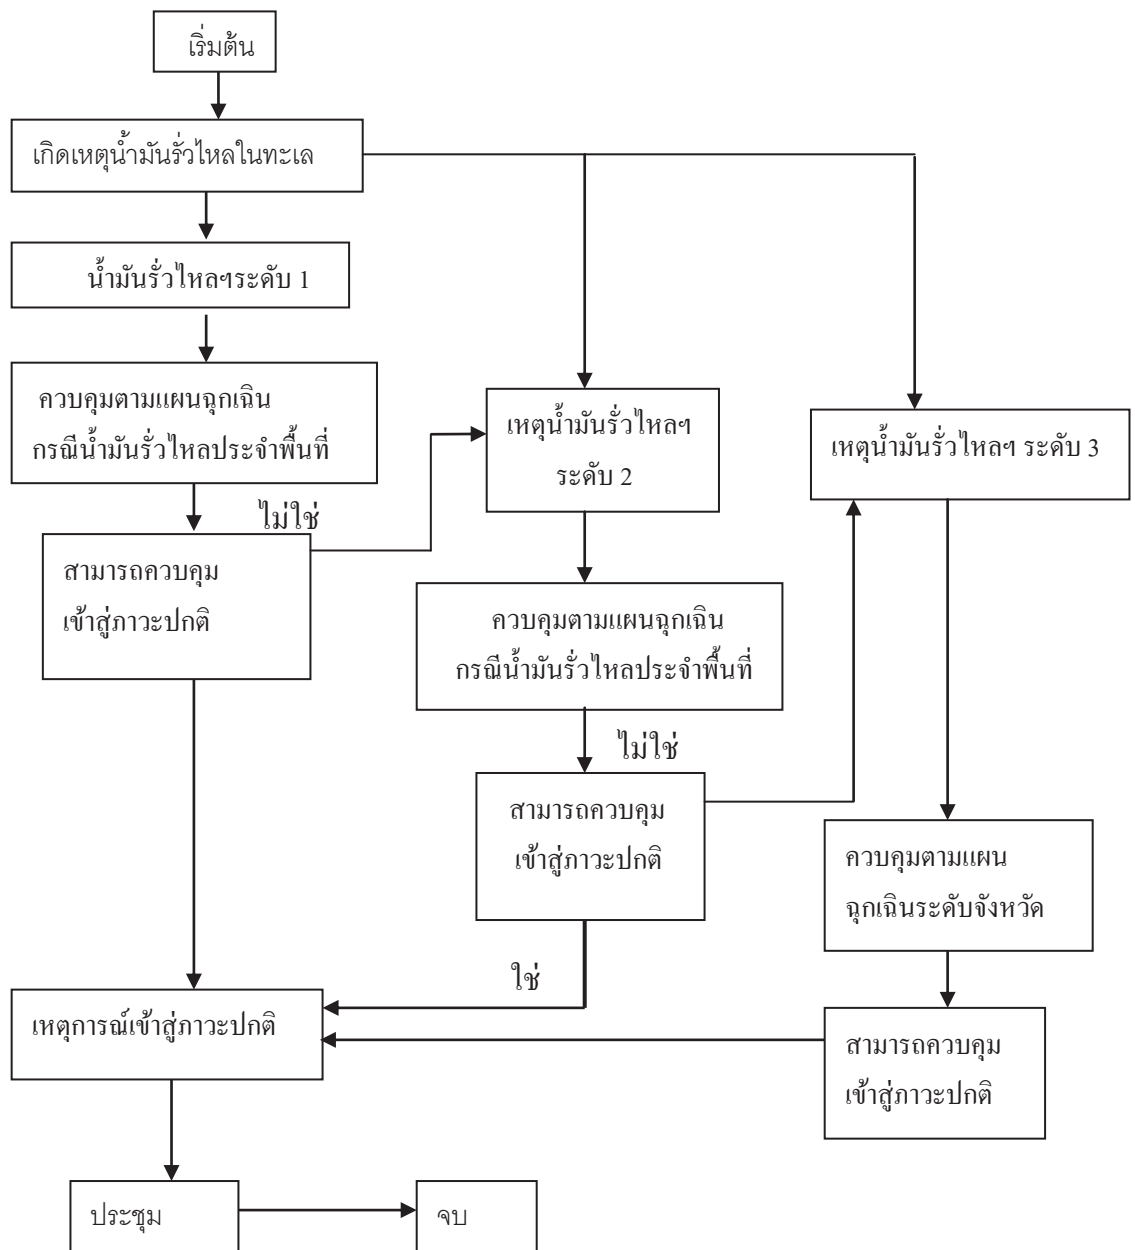 เริ่มต้น
เกิดเหตุน้ำมันรั่วไหลในทะเล
น้ำมันรั่วไหลฯระดับ 1
ควบคุมตามแผนฉุกเฉิน
กรณีน้ำมันรั่วไหลประจำพื้นที่
ไม่ใช่
สามารถควบคุม
เข้าสู่ภาวะปกติ
เหตุน้ำมันรั่วไหลฯ
ระดับ 2
ควบคุมตามแผนฉุกเฉิน
กรณีน้ำมันรั่วไหลประจำพื้นที่
ไม่ใช่
สามารถควบคุม
เข้าสู่ภาวะปกติ
ใช่
เหตุน้ำมันรั่วไหลฯ ระดับ 3
ควบคุมตามแผน
ฉุกเฉินระดับจังหวัด
สามารถควบคุม
เข้าสู่ภาวะปกติ
เหตุการณ์เข้าสู่ภาวะปกติ
ประชุม
จบ